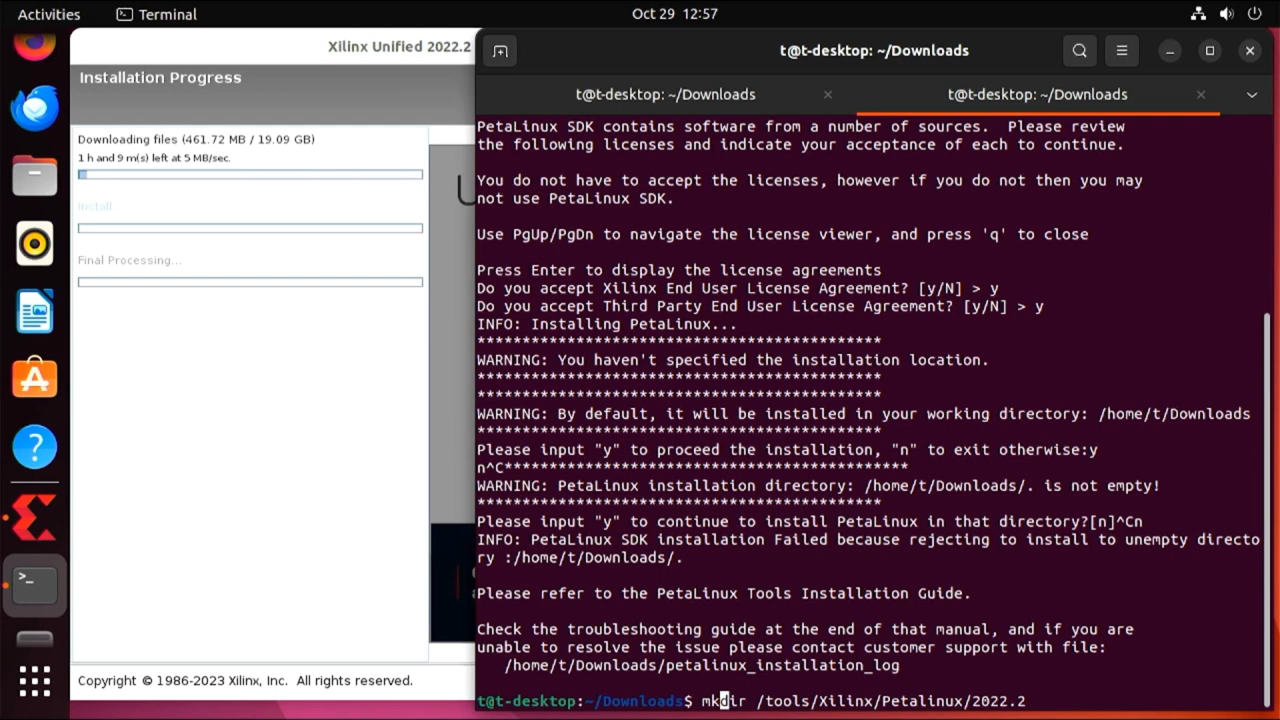 Activities
Terminal
Oct 29 12:57
Xilinx Unified 2022.2
Installation Progress
Downloading files (461.72 MB / 19.09 GB)
1 h and 9 m(s) left at 5 MB/sec.
Install
Final Processing...
Copyright © 1986-2023 Xilinx, Inc. All rights reserved.
t@t-desktop: ~/Downloads
t@t-desktop: ~/Downloads
t@t-desktop: ~/Downloads
PetaLinux SDK contains software from a number of sources.  Please review
the following licenses and indicate your acceptance of each to continue.
You do not have to accept the licenses, however if you do not then you may
not use PetaLinux SDK.
Use PgUp/PgDn to navigate the license viewer, and press 'q' to close
Press Enter to display the license agreements
Do you accept Xilinx End User License Agreement? [y/N] > y
Do you accept Third Party End User License Agreement? [y/N] > y
INFO: Installing PetaLinux...
*********************************************
WARNING: You haven't specified the installation location.
*********************************************
*********************************************
WARNING: By default, it will be installed in your working directory: /home/t/Downloads
*********************************************
Please input "y" to proceed the installation, "n" to exit otherwise:y
n^C*********************************************
WARNING: PetaLinux installation directory: /home/t/Downloads/. is not empty!
*********************************************
Please input "y" to continue to install PetaLinux in that directory?[n]^Cn
INFO: PetaLinux SDK installation Failed because rejecting to install to unempty directo
ry :/home/t/Downloads/.
Please refer to the PetaLinux Tools Installation Guide.
Check the troubleshooting guide at the end of that manual, and if you are
unable to resolve the issue please contact customer support with file:
/home/t/Downloads/petalinux_installation_log
t@t-desktop:~/Downloads$ mkdir /tools/Xilinx/Petalinux/2022.2